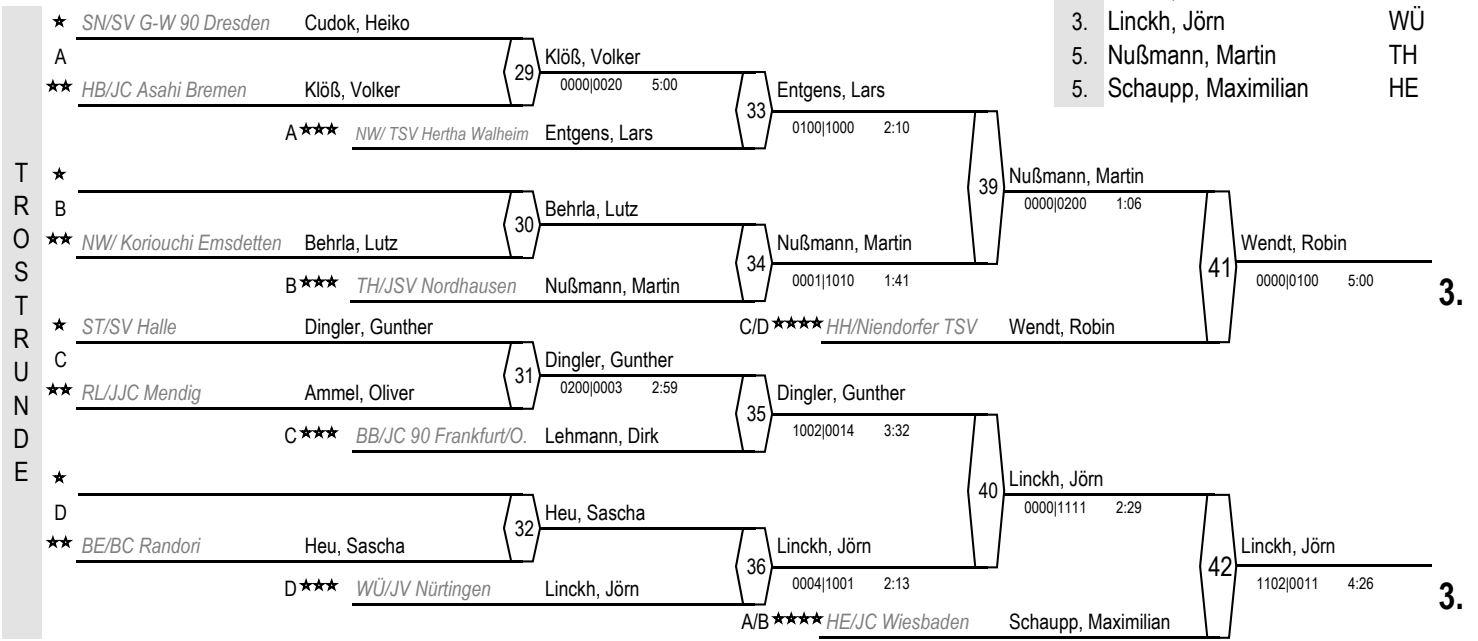 ★ SN/SV G-W 90 Dresden Cudok, Heiko
A
★★ HB/JC Asahi Bremen Klöß, Volker
29 Klöß, Volker
0000|0020 5:00
A★★★ NW/ TSV Hertha Walheim Entgens, Lars
33 Entgens, Lars
0100|1000 2:10
3. Linckh, Jörn WÜ
5. Nußmann, Martin TH
5. Schaupp, Maximilian HE
TROSTRUNDE
★
B
★★ NW/ Koriouchi Emsdetten Behrla, Lutz
30 Behrla, Lutz
B★★★ TH/JSV Nordhausen Nußmann, Martin
34 Nußmann, Martin
0001|1010 1:41
39 Nußmann, Martin
0000|0200 1:06
C/D★★★★ HH/Niendorfer TSV Wendt, Robin
41 Wendt, Robin
0000|0100 5:00
3.
★ ST/SV Halle Dingler, Gunther
C
★★ RL/JJC Mendig Ammel, Oliver
31 Dingler, Gunther
0200|0003 2:59
C★★★ BB/JC 90 Frankfurt/O. Lehmann, Dirk
35 Dingler, Gunther
1002|0014 3:32
★
D
★★ BE/BC Randori Heu, Sascha
32 Heu, Sascha
D★★★ WÜ/JV Nürtingen Linckh, Jörn
36 Linckh, Jörn
0004|1001 2:13
40 Linckh, Jörn
0000|1111 2:29
A/B★★★★ HE/JC Wiesbaden Schaupp, Maximilian
42 Linckh, Jörn
1102|0011 4:26
3.